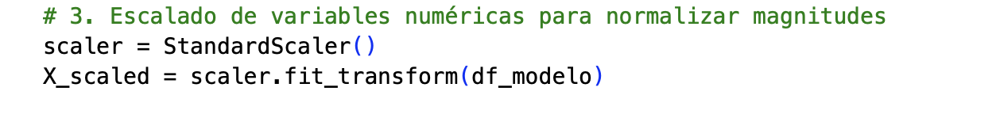 # 3. Escalado de variables numéricas para normalizar magnitudes
scaler = StandardScaler()
X_scaled = scaler.fit_transform(df_modelo)